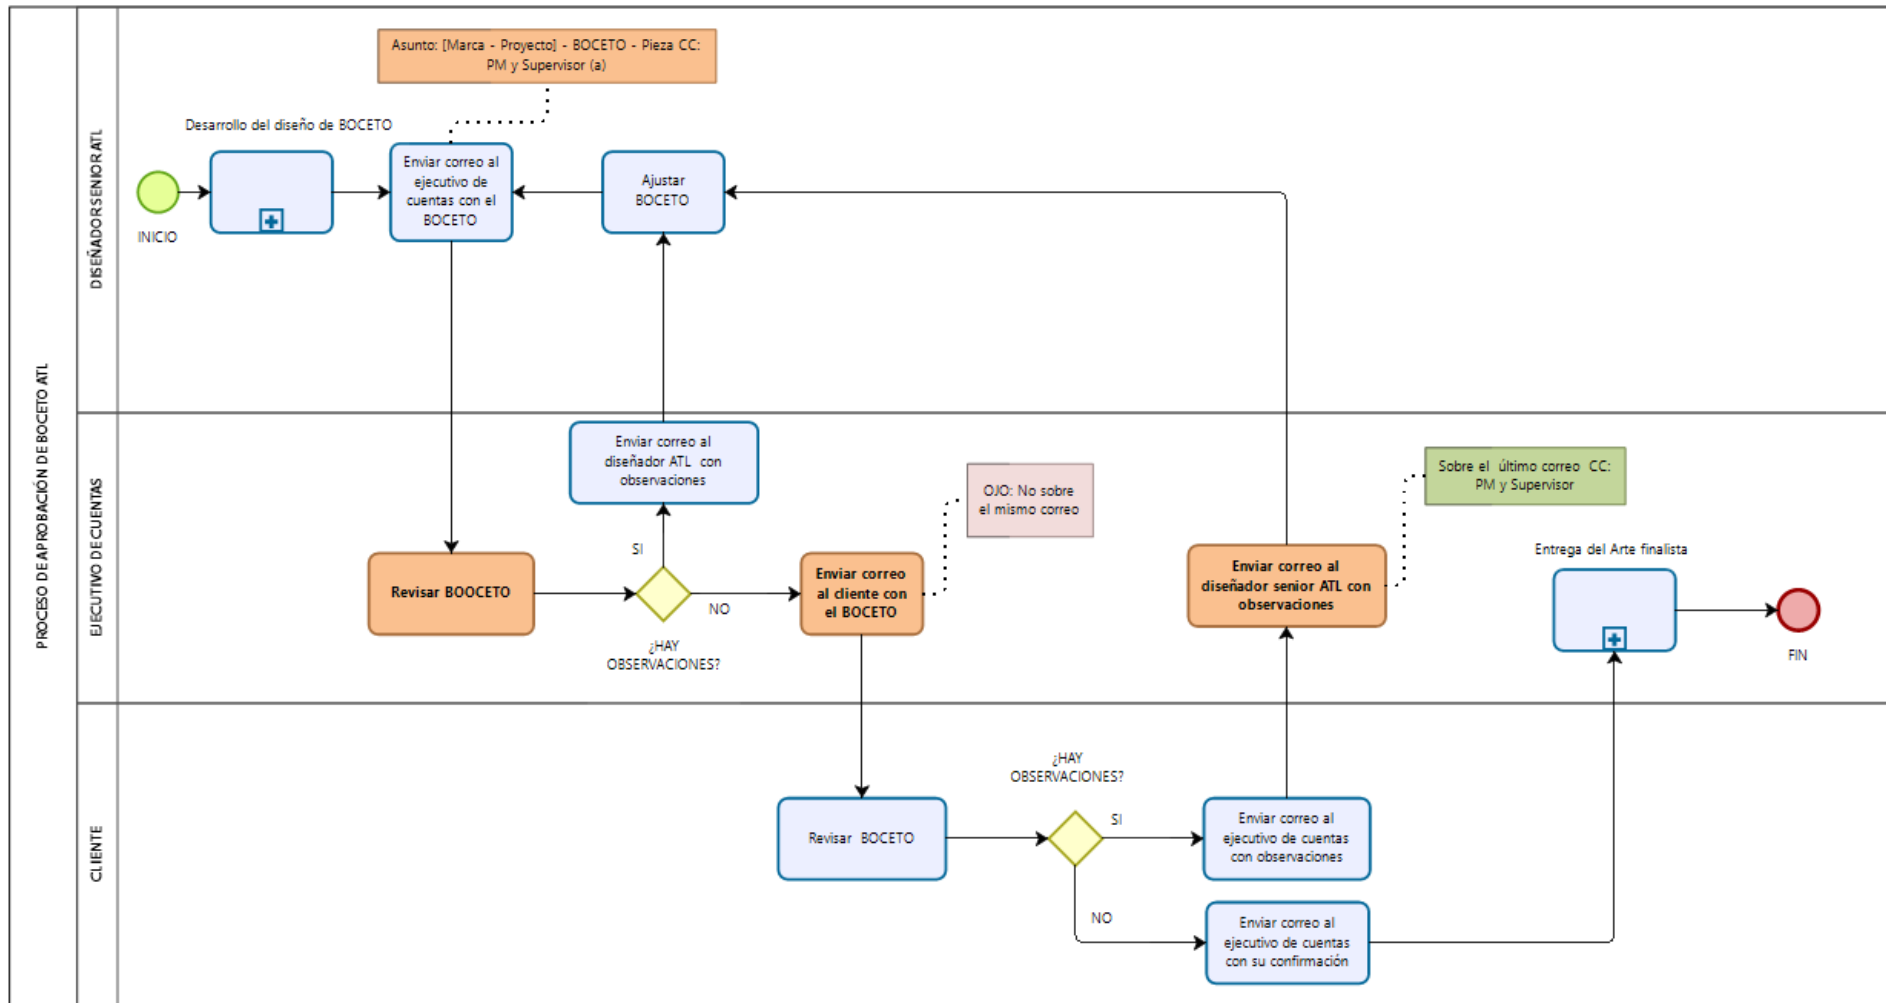 PROCESO DE APROBACIÓN DE BOCETO ATL
DISEÑADOR SENIOR ATL
Asunto: [Marca - Proyecto] - BOCETO - Pieza CC:
PM y Supervisor (a)
Desarrollo del diseño de BOCETO
INICIO
Enviar correo al
ejecutivo de
cuentas con el
BOCETO
Ajustar
BOCETO
EJECUTIVO DE CUENTAS
Enviar correo al
diseñador ATL con
observaciones
Revisar BOOCETO
SI
NO
¿HAY
OBSERVACIONES?
Enviar correo
al cliente con
el BOCETO
OJO: No sobre
el mismo correo
Enviar correo al
diseñador senior ATL con
observaciones
Sobre el último correo CC:
PM y Supervisor
Entrega del Arte finalista
FIN
CLIENTE
Revisar BOCETO
¿HAY
OBSERVACIONES?
SI
NO
Enviar correo al
ejecutivo de cuentas
con observaciones
Enviar correo al
ejecutivo de cuentas
con su confirmación